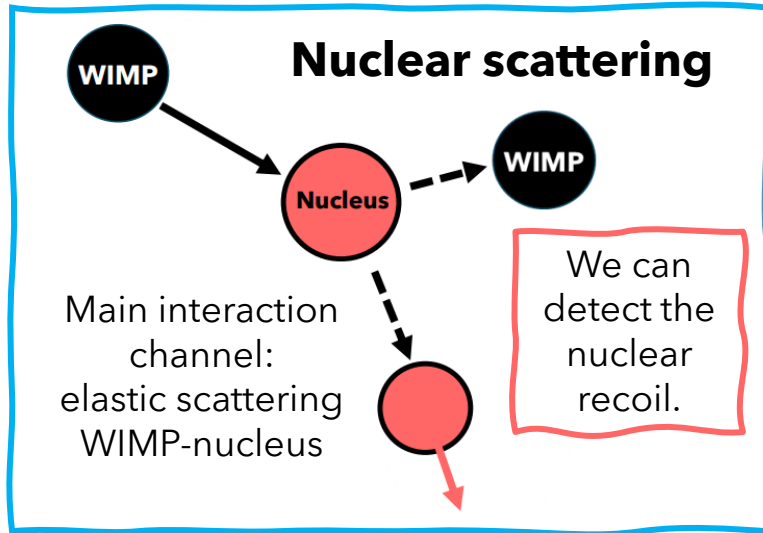 Nuclear scattering
WIMP
WIMP
Nucleus
We can
detect the
nuclear
recoil.
Main interaction
channel:
elastic scattering
WIMP-nucleus